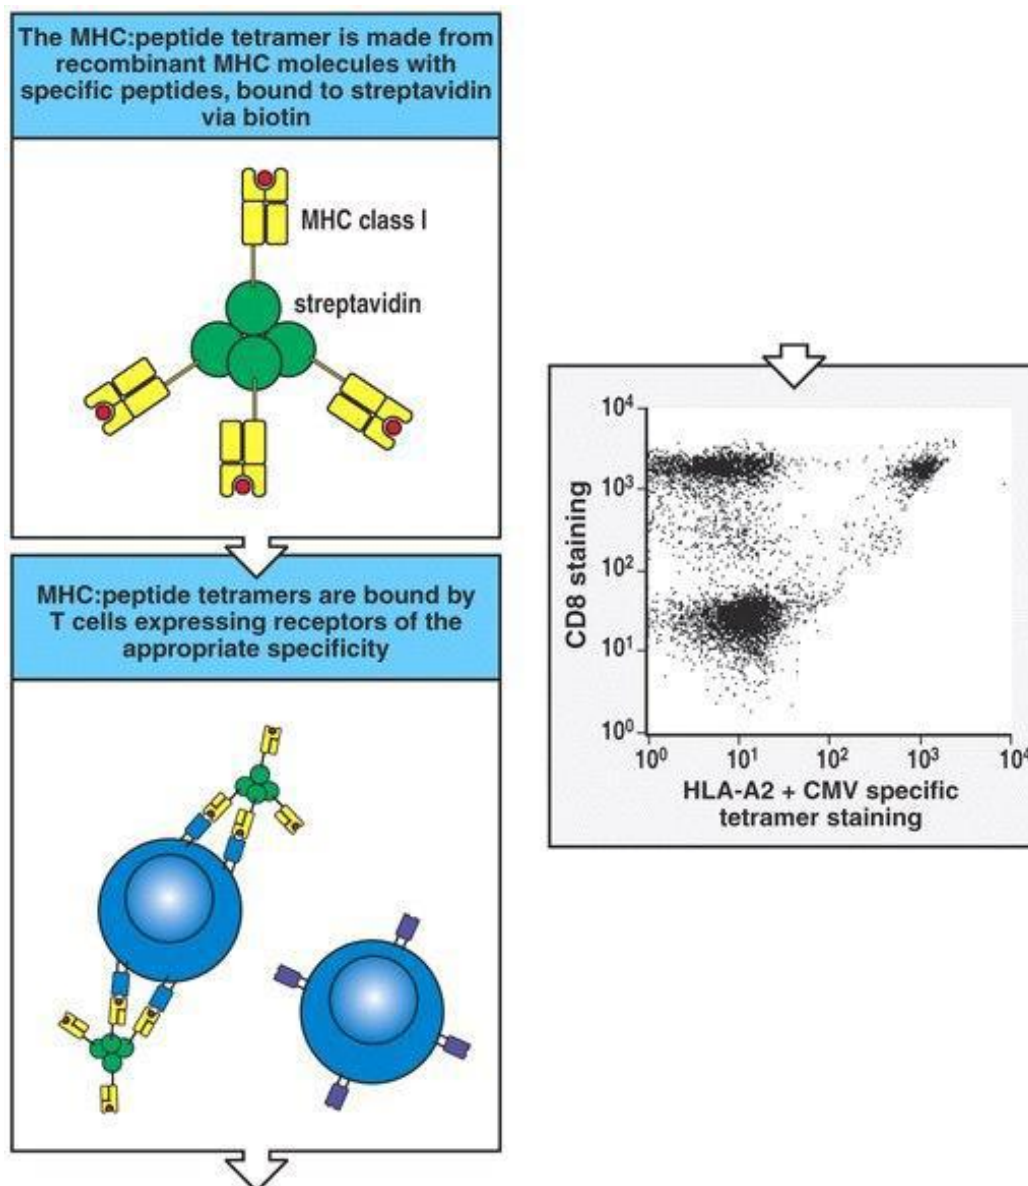 The MHC:peptide tetramer is made from
recombinant MHC molecules with
specific peptides, bound to streptavidin
via biotin
MHC class I
streptavidin
MHC:peptide tetramers are bound by
T cells expressing receptors of the
appropriate specificity
10⁴
10³
10²
10¹
10⁰
CD8 staining
10⁰ 10¹ 10² 10³ 10⁴
HLA-A2 + CMV specific
tetramer staining